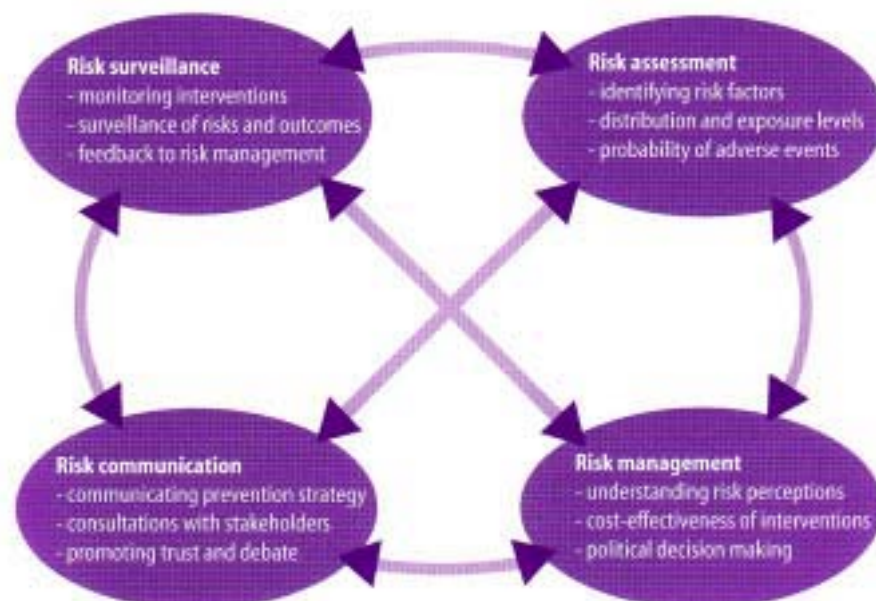 Risk surveillance
- monitoring interventions
- surveillance of risks and outcomes
- feedback to risk management
Risk assessment
- identifying risk factors
- distribution and exposure levels
- probability of adverse events
Risk communication
- communicating prevention strategy
- consultations with stakeholders
- promoting trust and debate
Risk management
- understanding risk perceptions
- cost-effectiveness of interventions
- political decision making